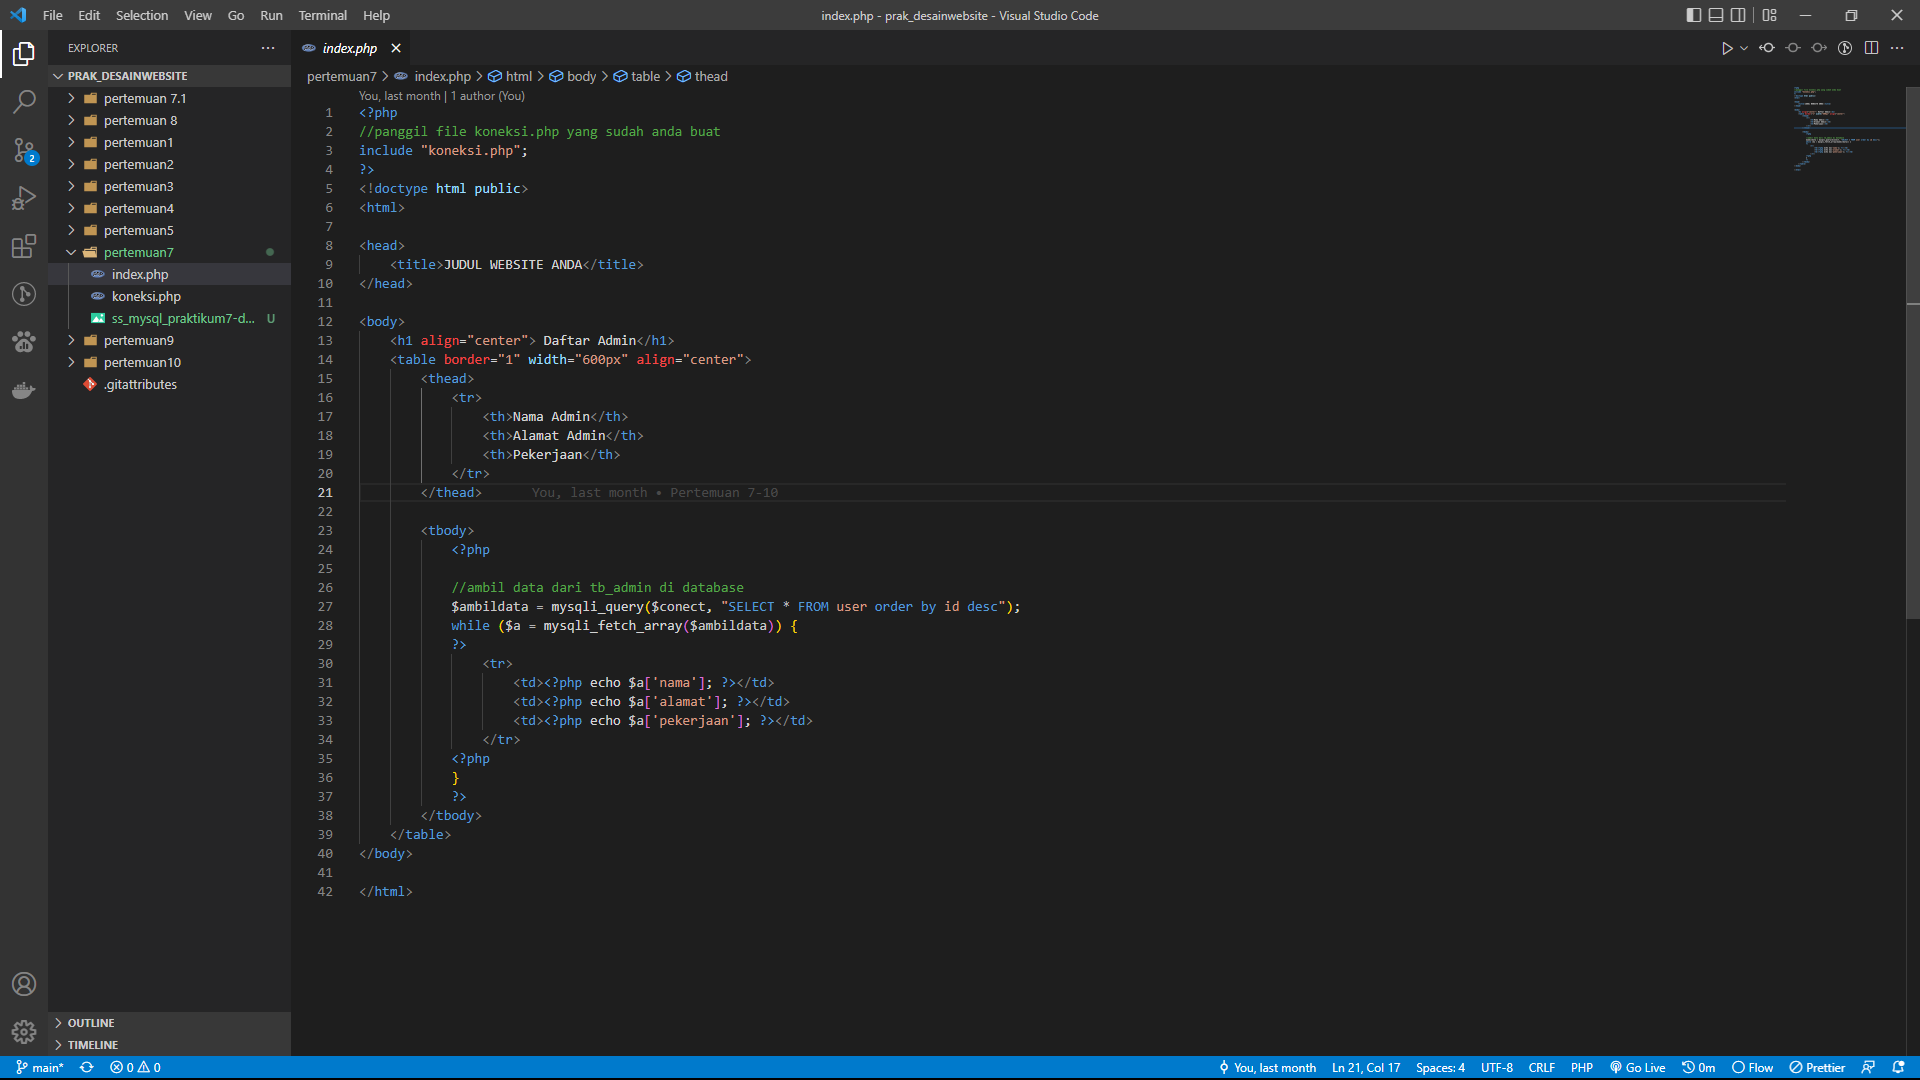 File Edit Selection View Go Run Terminal Help
index.php - prak_desainwebsite - Visual Studio Code
EXPLORER
PRAK_DESAINWEBSITE
pertemuan 7.1
pertemuan 8
pertemuan1
pertemuan2
pertemuan3
pertemuan4
pertemuan5
pertemuan7
index.php
koneksi.php
ss_mysql_praktikum7-d... U
pertemuan9
pertemuan10
.gitattributes
OUTLINE
TIMELINE
2
index.php
pertemuan7 > index.php > html > body > table > thead
You, last month | 1 author (You)
1 <?php
2 //panggil file koneksi.php yang sudah anda buat
3 include "koneksi.php";
4 ?>
5 <!doctype html public>
6 <html>
7
8 <head>
9 <title>JUDUL WEBSITE ANDA</title>
10 </head>
11
12 <body>
13 <h1 align="center"> Daftar Admin</h1>
14 <table border="1" width="600px" align="center">
15 <thead>
16 <tr>
17 <th>Nama Admin</th>
18 <th>Alamat Admin</th>
19 <th>Pekerjaan</th>
20 </tr>
21 </thead> You, last month • Pertemuan 7-10
22
23 <tbody>
24 <?php
25
26 //ambil data dari tb_admin di database
27 $ambildata = mysqli_query($conect, "SELECT * FROM user order by id desc");
28 while ($a = mysqli_fetch_array($ambildata)) {
29 ?>
30 <tr>
31 <td><?php echo $a['nama']; ?></td>
32 <td><?php echo $a['alamat']; ?></td>
33 <td><?php echo $a['pekerjaan']; ?></td>
34 </tr>
35 <?php
36 }
37 ?>
38 </tbody>
39 </table>
40 </body>
41
42 </html>
main* 0 0 You, last month Ln 21, Col 17 Spaces: 4 UTF-8 CRLF PHP Go Live 0m Flow Prettier